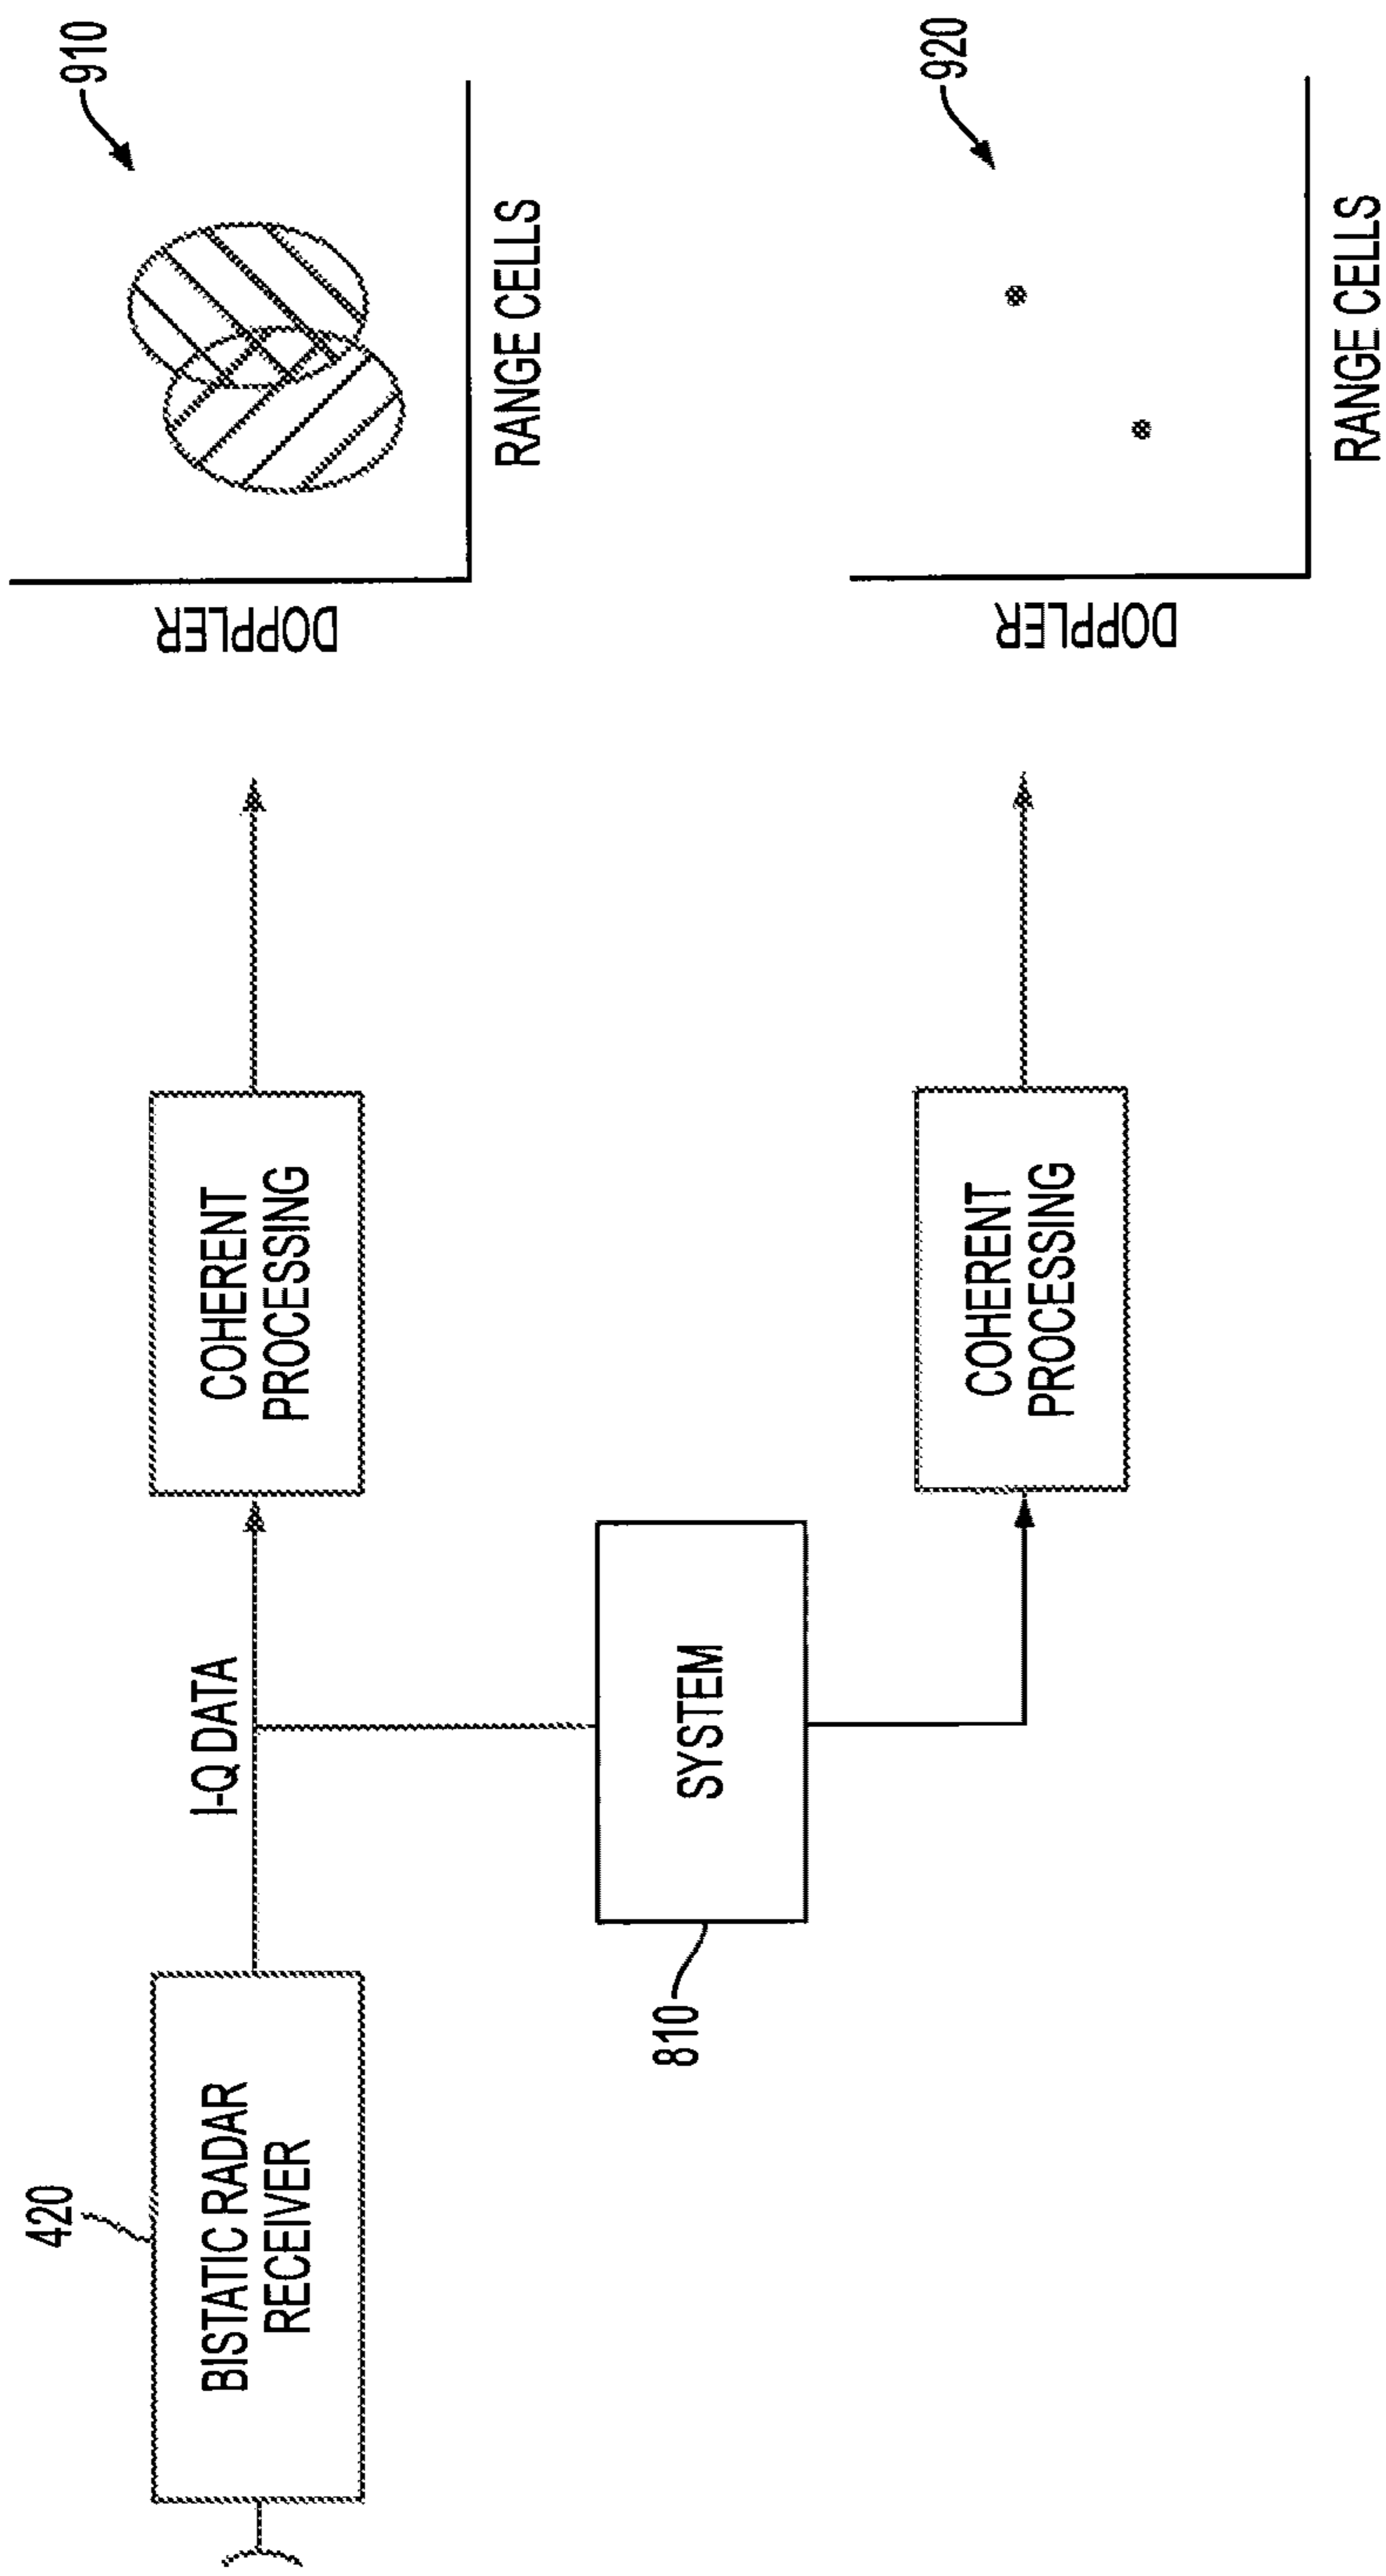 420
BISTATIC RADAR
RECEIVER
I-Q DATA
COHERENT
PROCESSING
DOPPLER
RANGE CELLS
910
810
SYSTEM
COHERENT
PROCESSING
DOPPLER
RANGE CELLS
920